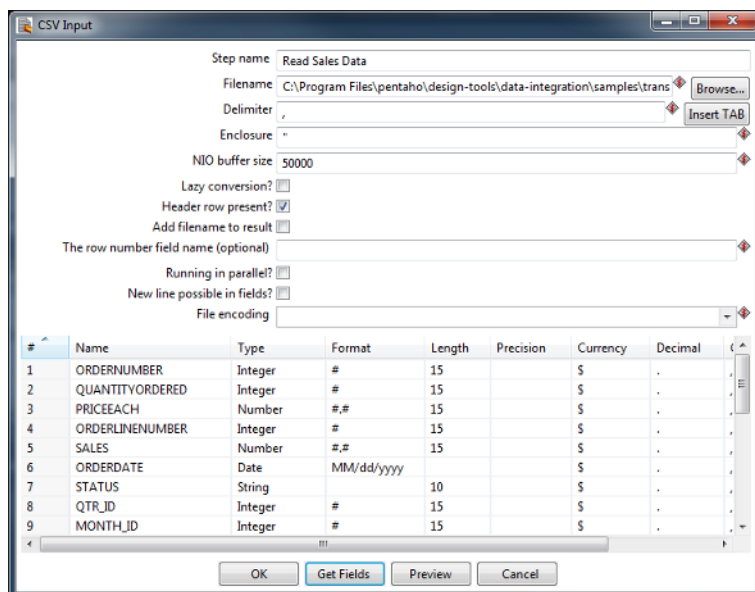 CSV Input
Step name Read Sales Data
Filename C:\Program Files\pentaho\design-tools\data-integration\samples\trans Browse...
Delimiter , Insert TAB
Enclosure "
NIO buffer size 50000
Lazy conversion?
Header row present?
Add filename to result
The row number field name (optional)
Running in parallel?
New line possible in fields?
File encoding
# Name Type Format Length Precision Currency Decimal
1 ORDERNUMBER Integer # 15 $ . ,
2 QUANTITYORDERED Integer # 15 $ . ,
3 PRICEEACH Number #,# 15 $ . ,
4 ORDERLINENUMBER Integer # 15 $ . ,
5 SALES Number #,# 15 $ . ,
6 ORDERDATE Date MM/dd/yyyy $ . ,
7 STATUS String 10 $ . ,
8 QTR_ID Integer # 15 $ . ,
9 MONTH_ID Integer # 15 $ . ,
OK Get Fields Preview Cancel